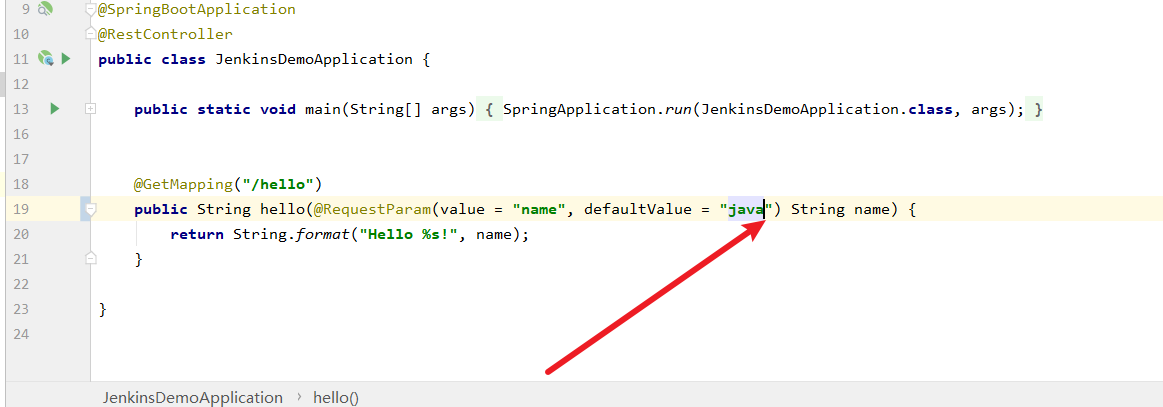 9 @SpringBootApplication
10 @RestController
11 public class JenkinsDemoApplication {
12
13 public static void main(String[] args) { SpringApplication.run(JenkinsDemoApplication.class, args); }
16
17
18 @GetMapping("/hello")
19 public String hello(@RequestParam(value = "name", defaultValue = "java") String name) {
20 return String.format("Hello %s!", name);
21 }
22
23 }
24
JenkinsDemoApplication › hello()